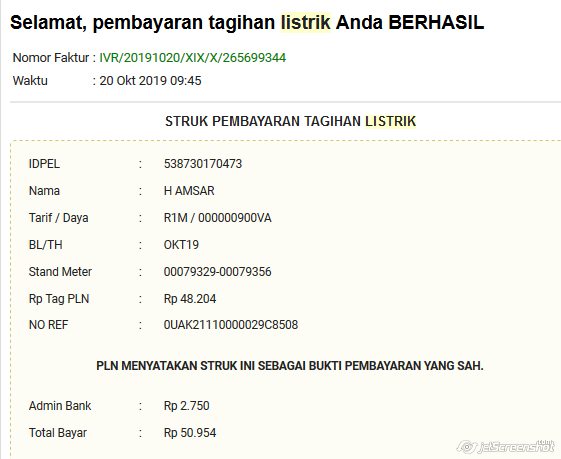 Selamat, pembayaran tagihan listrik Anda BERHASIL
Nomor Faktur : IVR/20191020/XIX/X/265699344
Waktu : 20 Okt 2019 09:45
STRUK PEMBAYARAN TAGIHAN LISTRIK
IDPEL : 538730170473
Nama : H AMSAR
Tarif / Daya : R1M / 000000900VA
BL/TH : OKT19
Stand Meter : 00079329-00079356
Rp Tag PLN : Rp 48.204
NO REF : 0UAK21110000029C8508
PLN MENYATAKAN STRUK INI SEBAGAI BUKTI PEMBAYARAN YANG SAH.
Admin Bank : Rp 2.750
Total Bayar : Rp 50.954
jetScreenshot.com